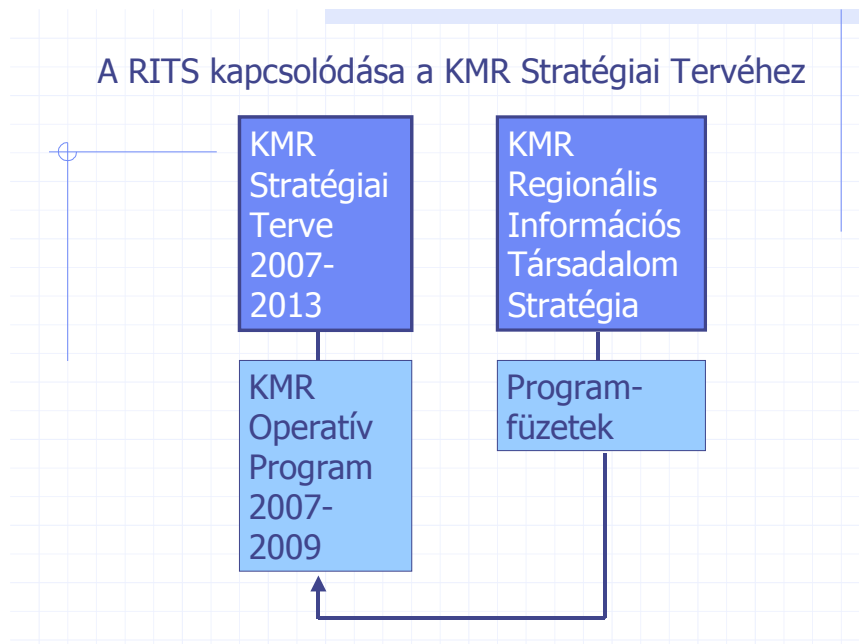 A RITS kapcsolódása a KMR Stratégiai Tervéhez
KMR
Stratégiai
Terve
2007-
2013
KMR
Regionális
Információs
Társadalom
Stratégia
KMR
Operatív
Program
2007-
2009
Program-
füzetek